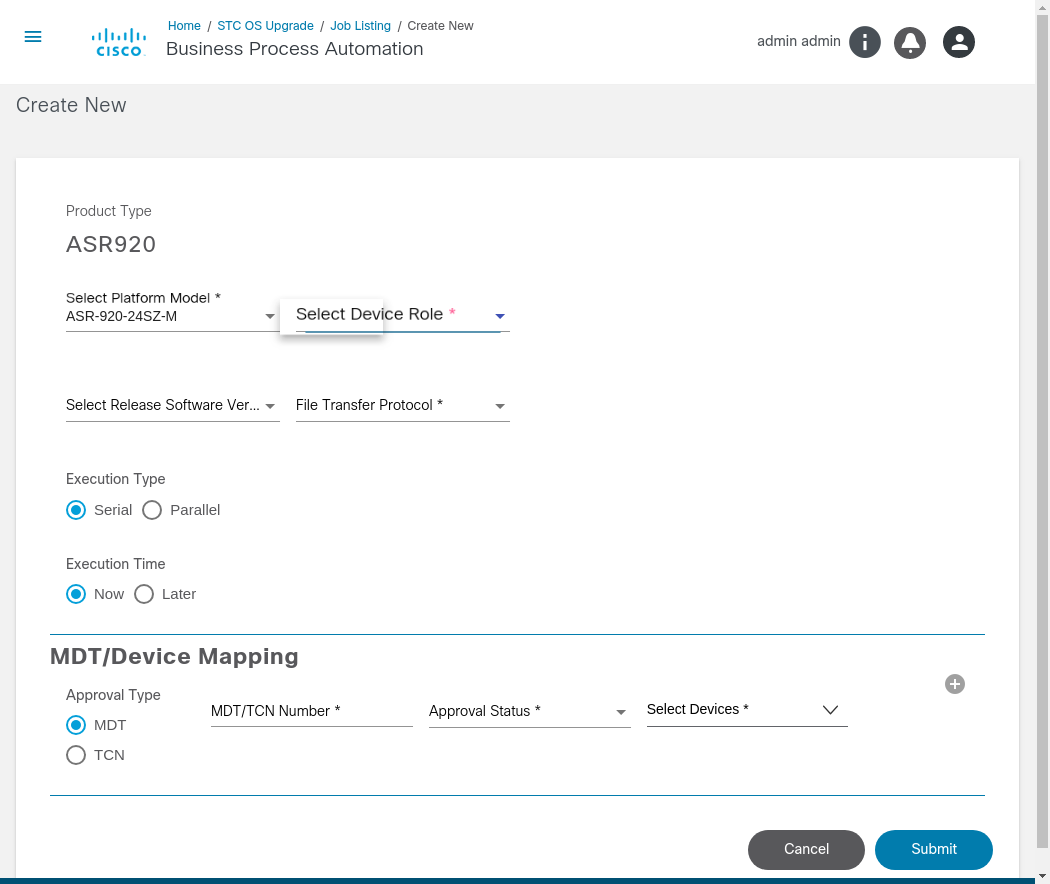 Home / STC OS Upgrade / Job Listing / Create New
CISCO
Business Process Automation
admin admin
Create New
Product Type
ASR920
Select Platform Model *
ASR-920-24SZ-M
Select Device Role *
Select Release Software Ver...
File Transfer Protocol *
Execution Type
Serial
Parallel
Execution Time
Now
Later
MDT/Device Mapping
Approval Type
MDT
TCN
MDT/TCN Number *
Approval Status *
Select Devices *
Cancel
Submit